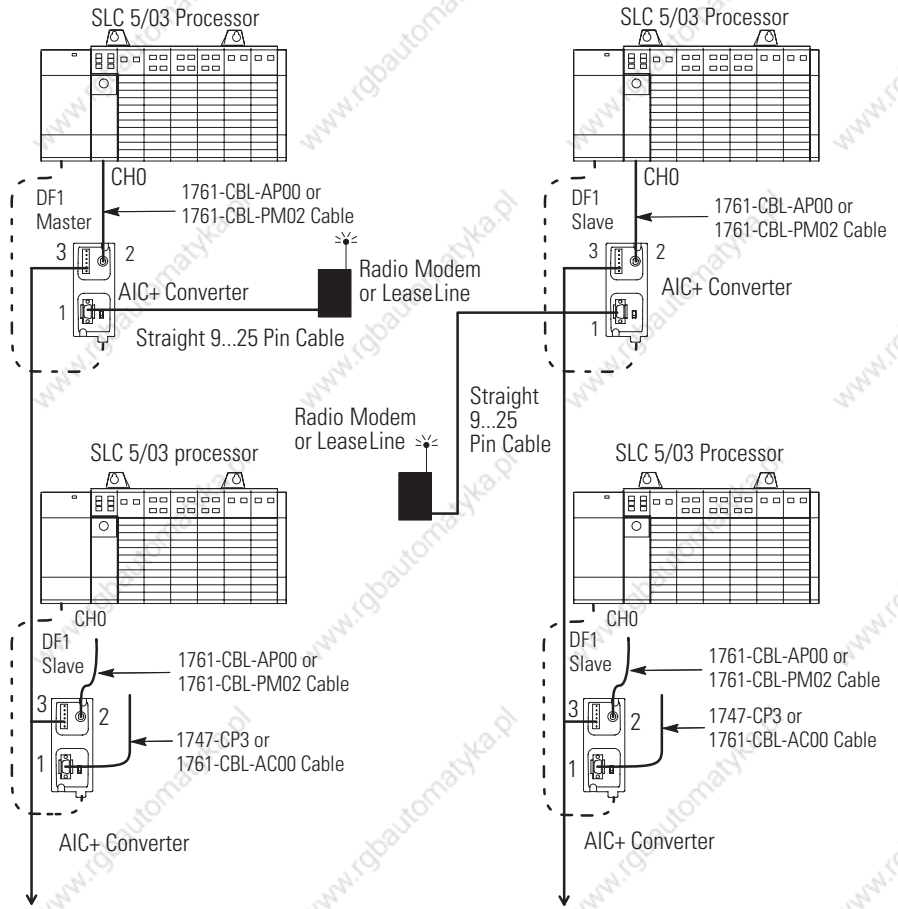 SLC 5/03 Processor
CH0
DF1
Master
1761-CBL-AP00 or
1761-CBL-PM02 Cable
3
2
AIC+ Converter
1
Straight 9...25 Pin Cable
Radio Modem
or LeaseLine
SLC 5/03 Processor
CH0
DF1
Slave
1761-CBL-AP00 or
1761-CBL-PM02 Cable
3
2
AIC+ Converter
1
Straight
9...25
Pin Cable
Radio Modem
or LeaseLine
SLC 5/03 processor
CH0
DF1
Slave
1761-CBL-AP00 or
1761-CBL-PM02 Cable
3
2
1747-CP3 or
1761-CBL-AC00 Cable
1
AIC+ Converter
SLC 5/03 Processor
CH0
DF1
Slave
1761-CBL-AP00 or
1761-CBL-PM02 Cable
3
2
1747-CP3 or
1761-CBL-AC00 Cable
1
AIC+ Converter
www.rgbautomatyka.pl